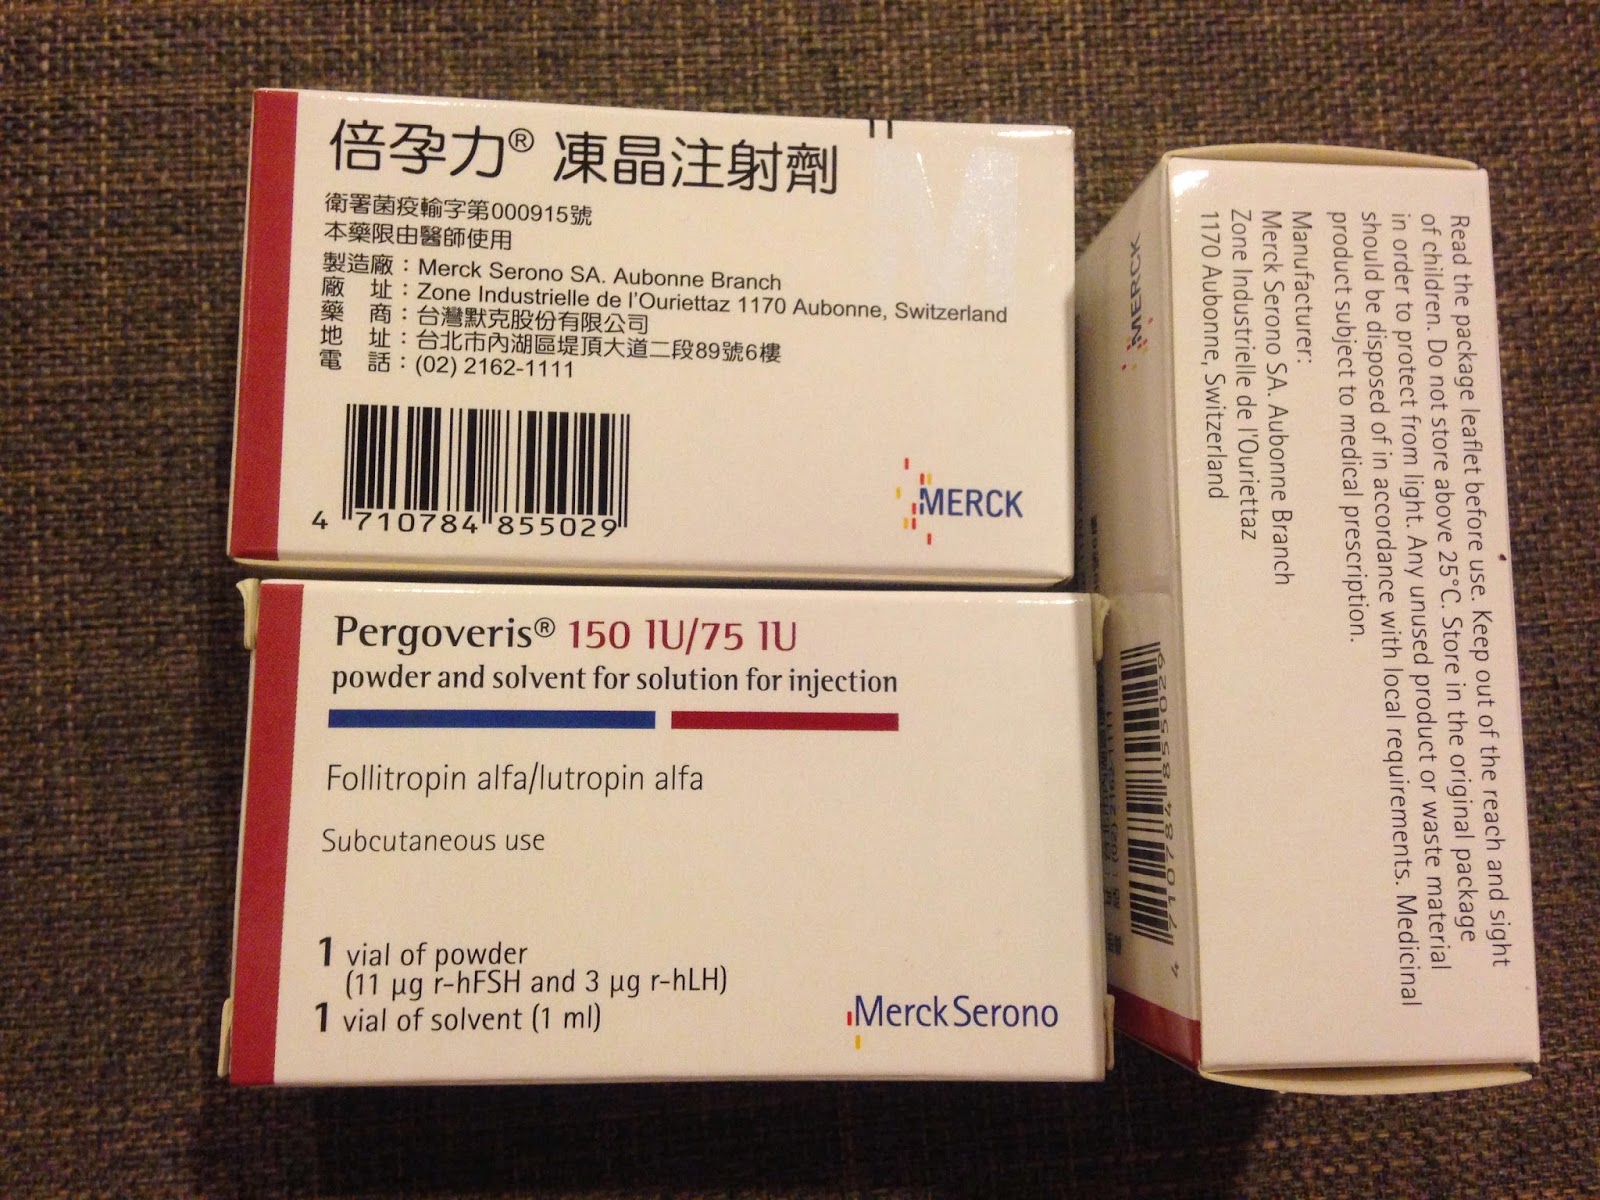 倍孕力® 凍晶注射劑
衛署菌疫輸字第000915號
本藥限由醫師使用
製造廠：Merck Serono SA. Aubonne Branch
廠 址：Zone Industrielle de l'Ouriettaz 1170 Aubonne, Switzerland
藥 商：台灣默克股份有限公司
地 址：台北市內湖區堤頂大道二段89號6樓
電 話：(02) 2162-1111
4 710784 855029
MERCK
Pergoveris® 150 IU/75 IU
powder and solvent for solution for injection
Follitropin alfa/lutropin alfa
Subcutaneous use
1 vial of powder
(11 μg r-hFSH and 3 μg r-hLH)
1 vial of solvent (1 ml)
Merck Serono
MERCK
4 710784 855029
Read the package leaflet before use. Keep out of the reach and sight
of children. Do not store above 25°C. Store in the original package
in order to protect from light. Any unused product or waste material
should be disposed of in accordance with local requirements. Medicinal
product subject to medical prescription.
Manufacturer:
Merck Serono SA. Aubonne Branch
Zone Industrielle de l'Ouriettaz
1170 Aubonne, Switzerland